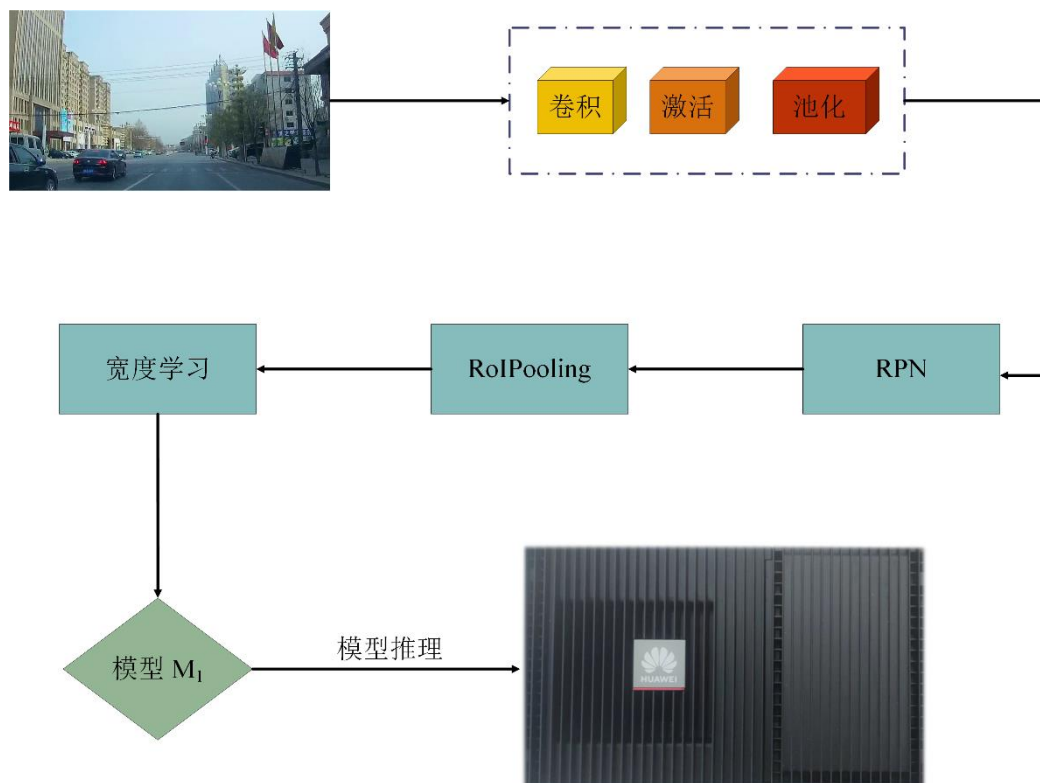 卷积
激活
池化
宽度学习
RoIPooling
RPN
模型 M₁
模型推理
HUAWEI